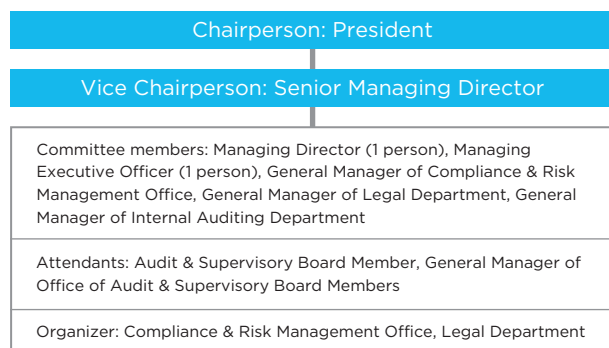 Chairperson: President
Vice Chairperson: Senior Managing Director
Committee members: Managing Director (1 person), Managing
Executive Officer (1 person), General Manager of Compliance & Risk
Management Office, General Manager of Legal Department, General
Manager of Internal Auditing Department
Attendants: Audit & Supervisory Board Member, General Manager of
Office of Audit & Supervisory Board Members
Organizer: Compliance & Risk Management Office, Legal Department